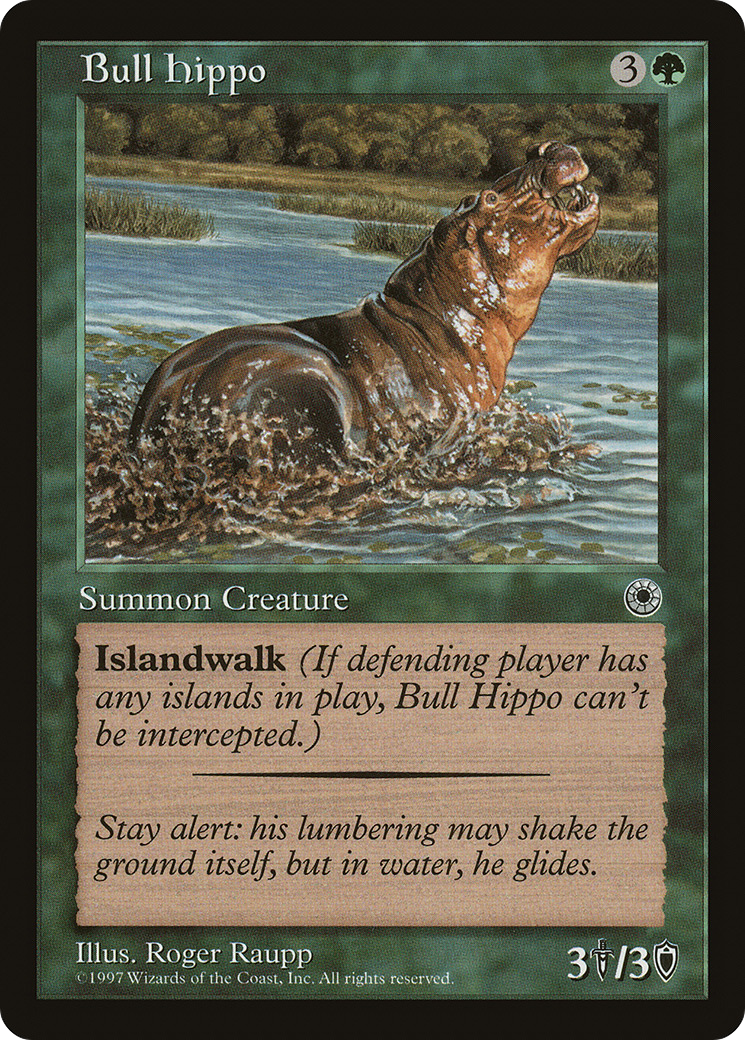 Bull Hippo
3
Summon Creature
Islandwalk (If defending player has
any islands in play, Bull Hippo can't
be intercepted.)
Stay alert: his lumbering may shake the
ground itself, but in water, he glides.
Illus. Roger Raupp
©1997 Wizards of the Coast, Inc. All rights reserved.
3/3